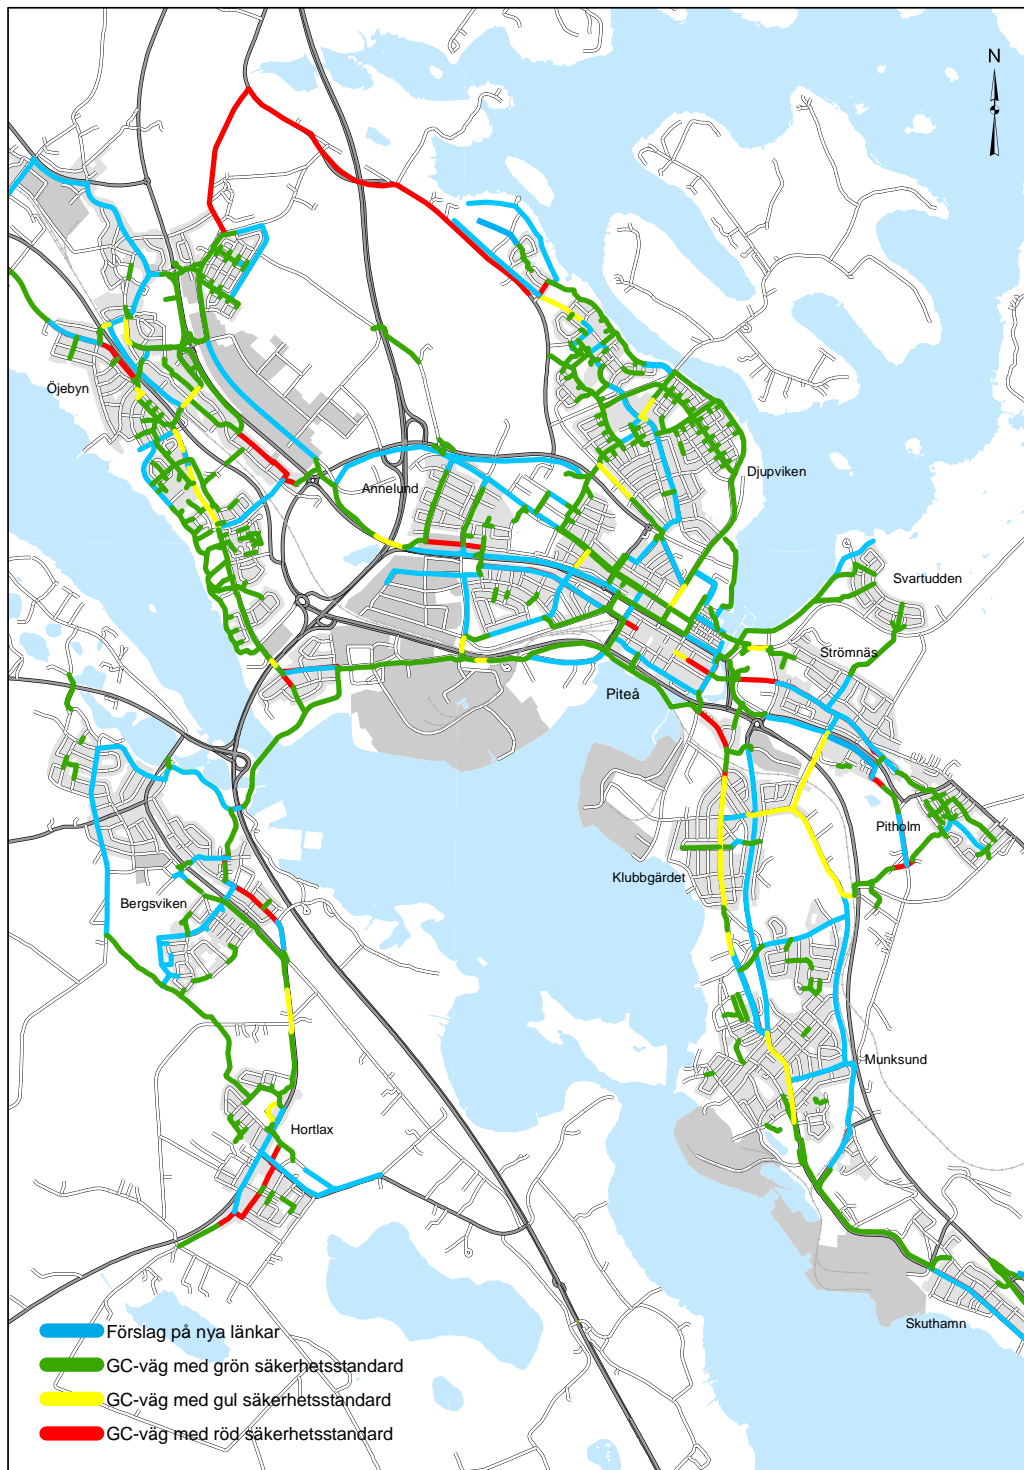 N
Öjebyn
Annelund
Djupviken
Svartudden
Strömnäs
Piteå
Pitholm
Klubbgärdet
Bergsviken
Munksund
Hortlax
Skuthamn
Förslag på nya länkar
GC-väg med grön säkerhetsstandard
GC-väg med gul säkerhetsstandard
GC-väg med röd säkerhetsstandard